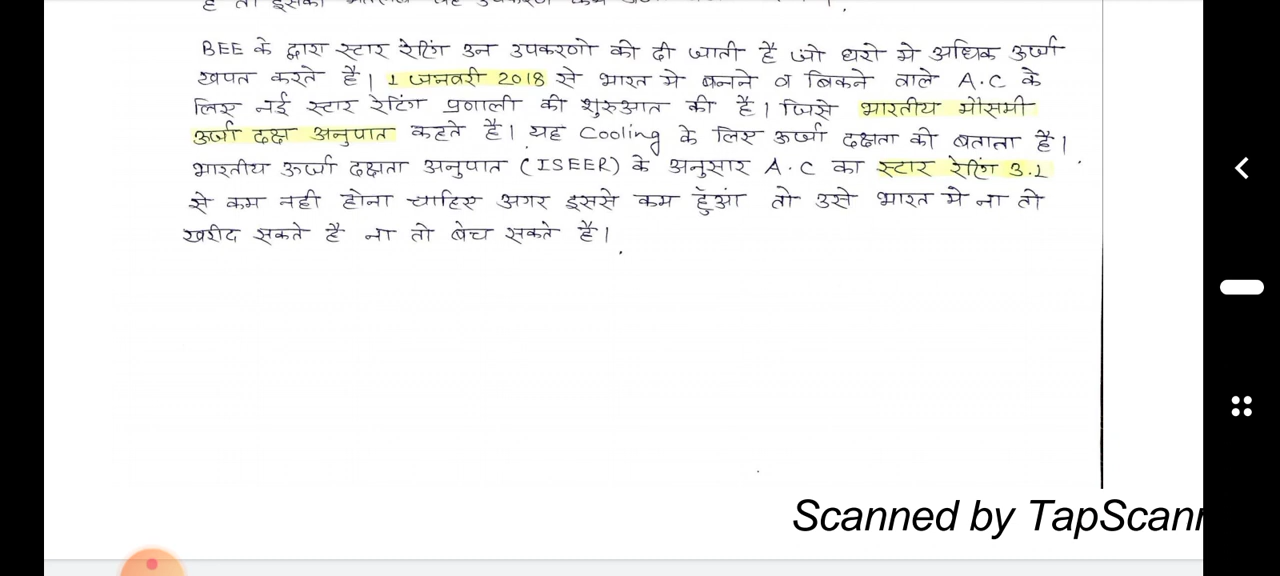 BEE के द्वारा स्टार रेटिंग उन उपकरणो को दी जाती है जो घरो मे अधिक ऊर्जा
खपत करते है। 1 जनवरी 2018 से भारत मे बनने व बिकने वाले A.C के
लिए नई स्टार रेटिंग प्रणाली की शुरुआत की है। जिसे भारतीय मौसमी
ऊर्जा दक्ष अनुपात कहते है। यह Cooling के लिए ऊर्जा दक्षता को बताता है।
भारतीय ऊर्जा दक्षता अनुपात (ISEER) के अनुसार A.C का स्टार रेटिंग 3.1
से कम नही होना चाहिए अगर इससे कम हुँआ तो उसे भारत मे ना तो
खरीद सकते है ना तो बेच सकते है।
Scanned by TapScan